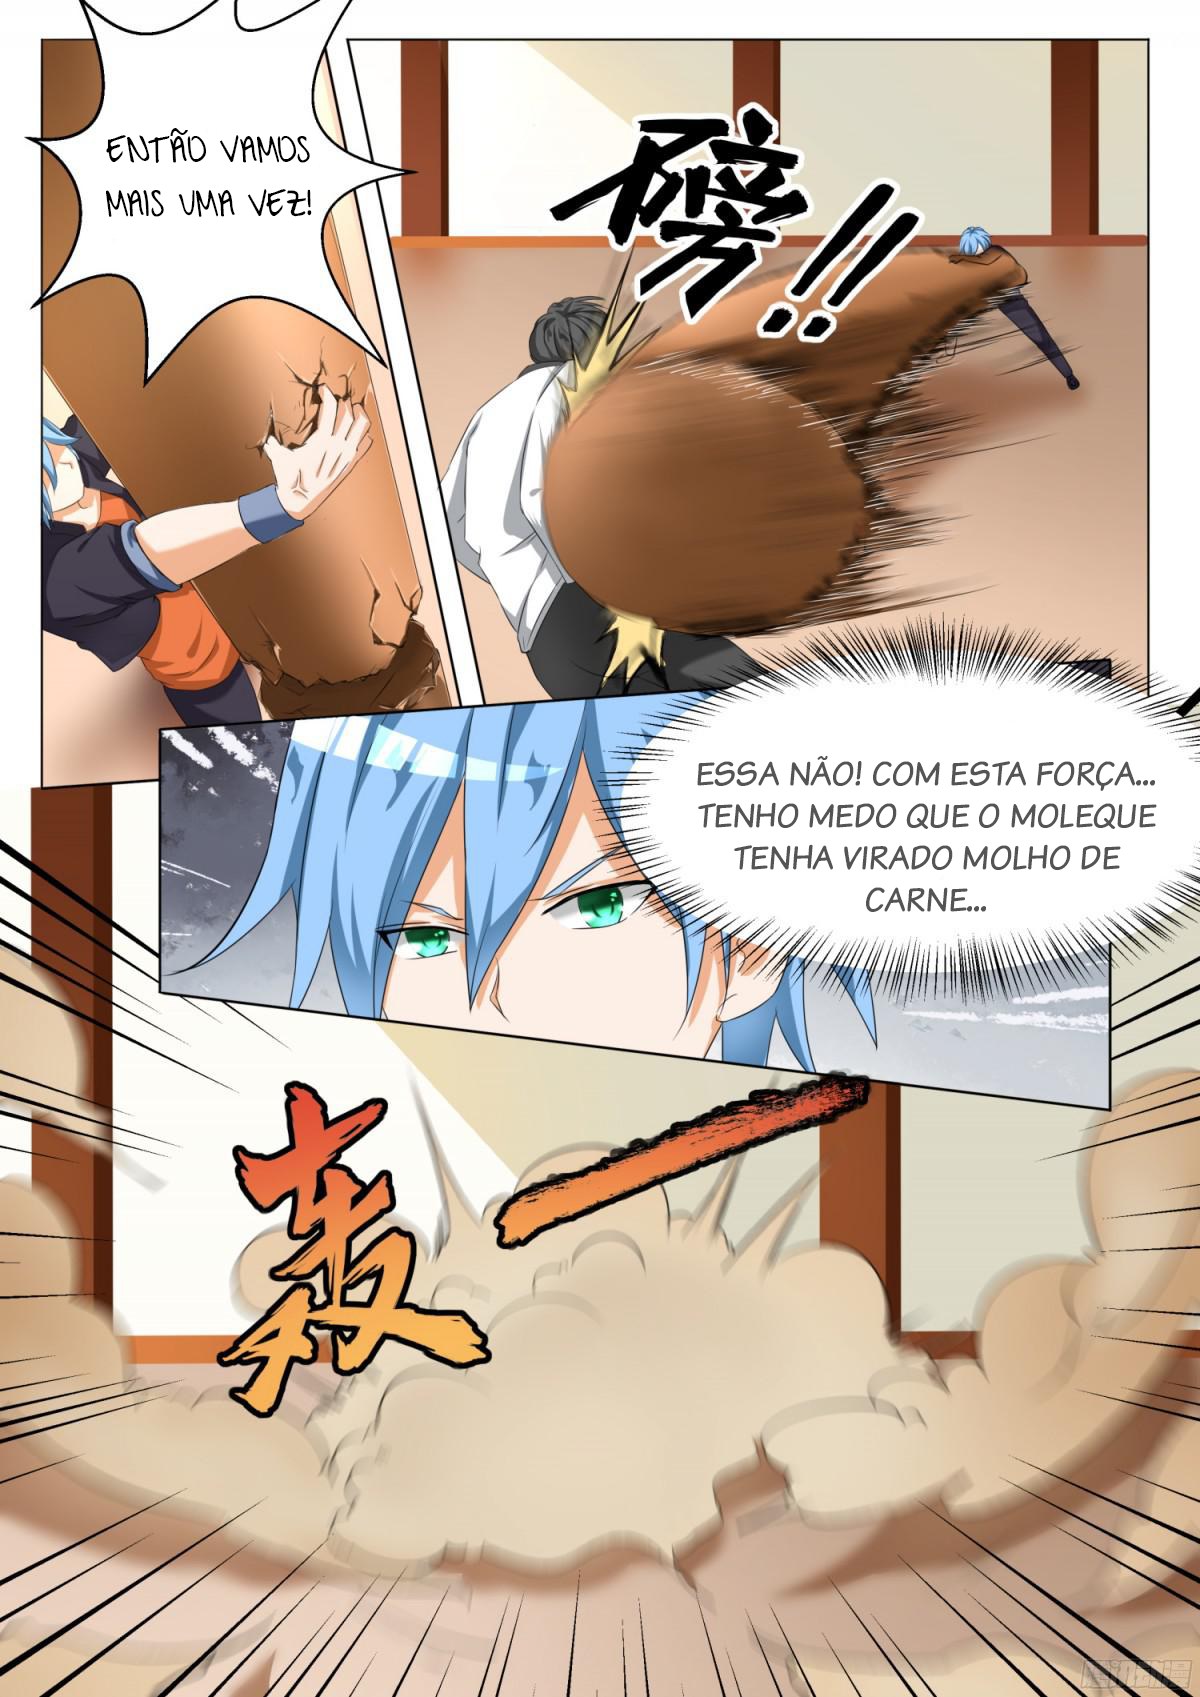 ENTÃO VAMOS
MAIS UMA VEZ!
磅!!
ESSA NÃO! COM ESTA FORÇA...
TENHO MEDO QUE O MOLEQUE
TENHA VIRADO MOLHO DE
CARNE...
轰一